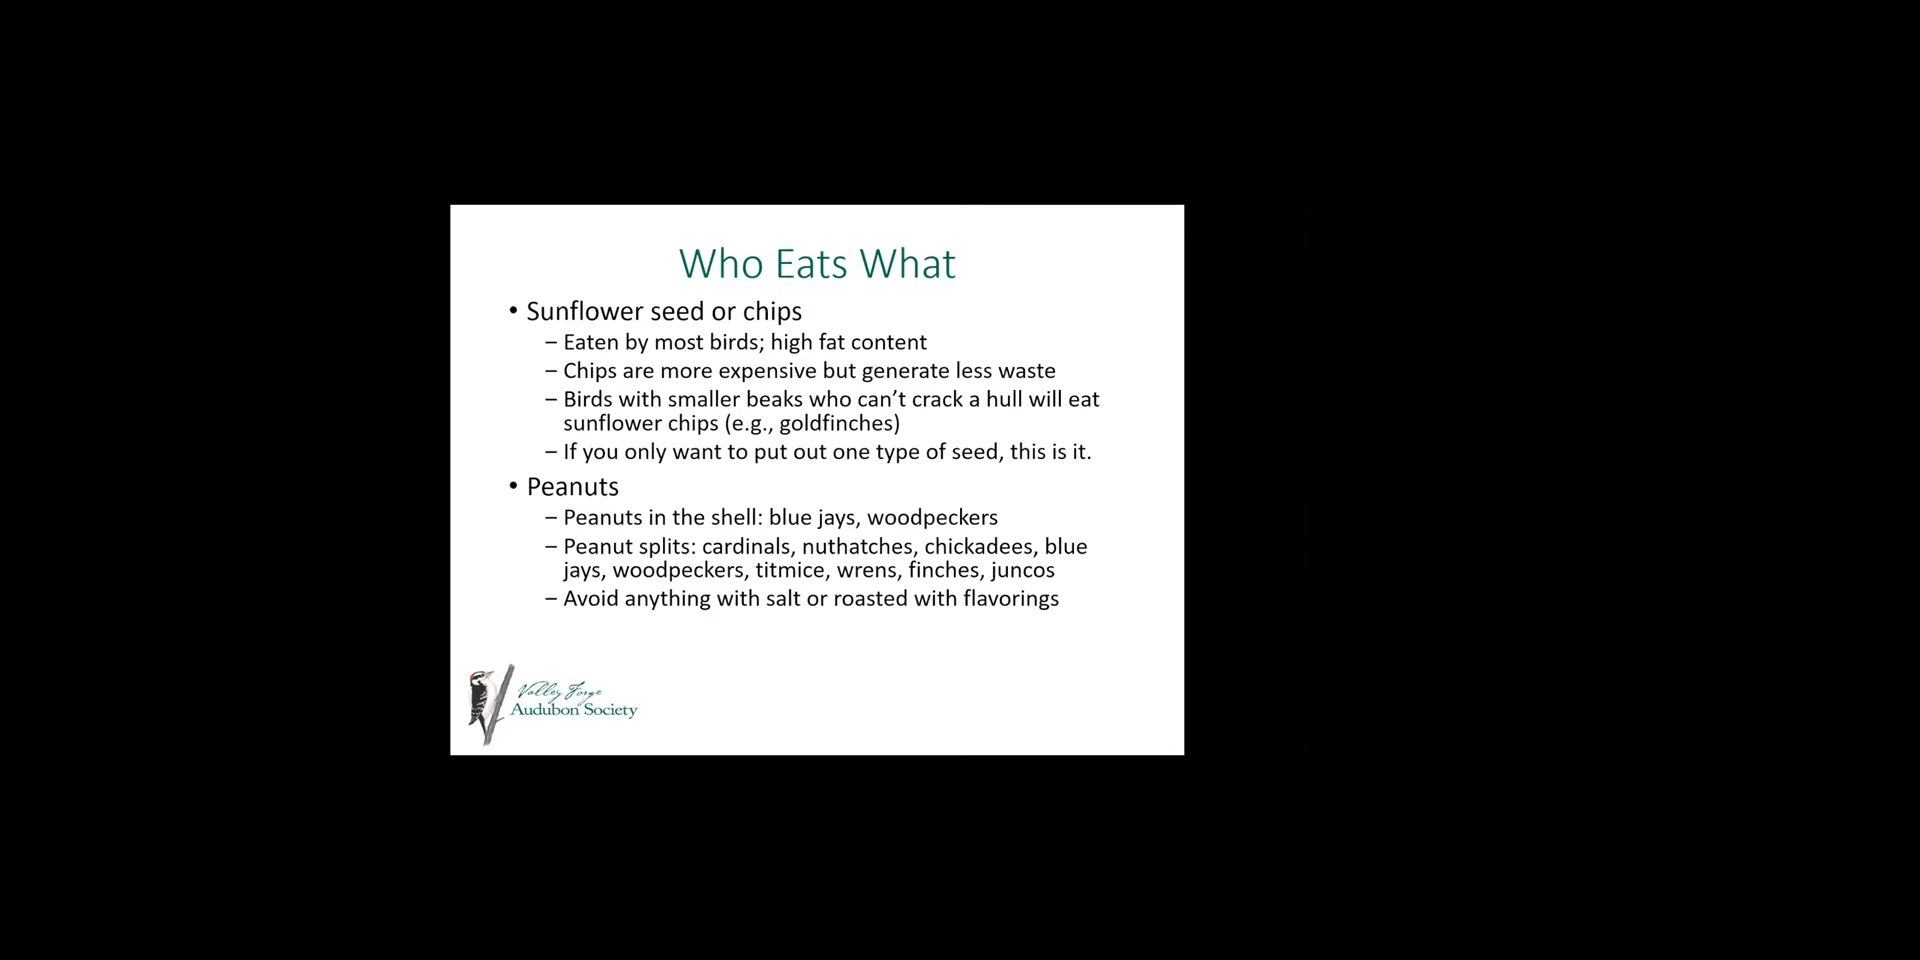 Who Eats What
• Sunflower seed or chips
– Eaten by most birds; high fat content
– Chips are more expensive but generate less waste
– Birds with smaller beaks who can’t crack a hull will eat
sunflower chips (e.g., goldfinches)
– If you only want to put out one type of seed, this is it.
• Peanuts
– Peanuts in the shell: blue jays, woodpeckers
– Peanut splits: cardinals, nuthatches, chickadees, blue
jays, woodpeckers, titmice, wrens, finches, juncos
– Avoid anything with salt or roasted with flavorings
Valley Forge
Audubon Society